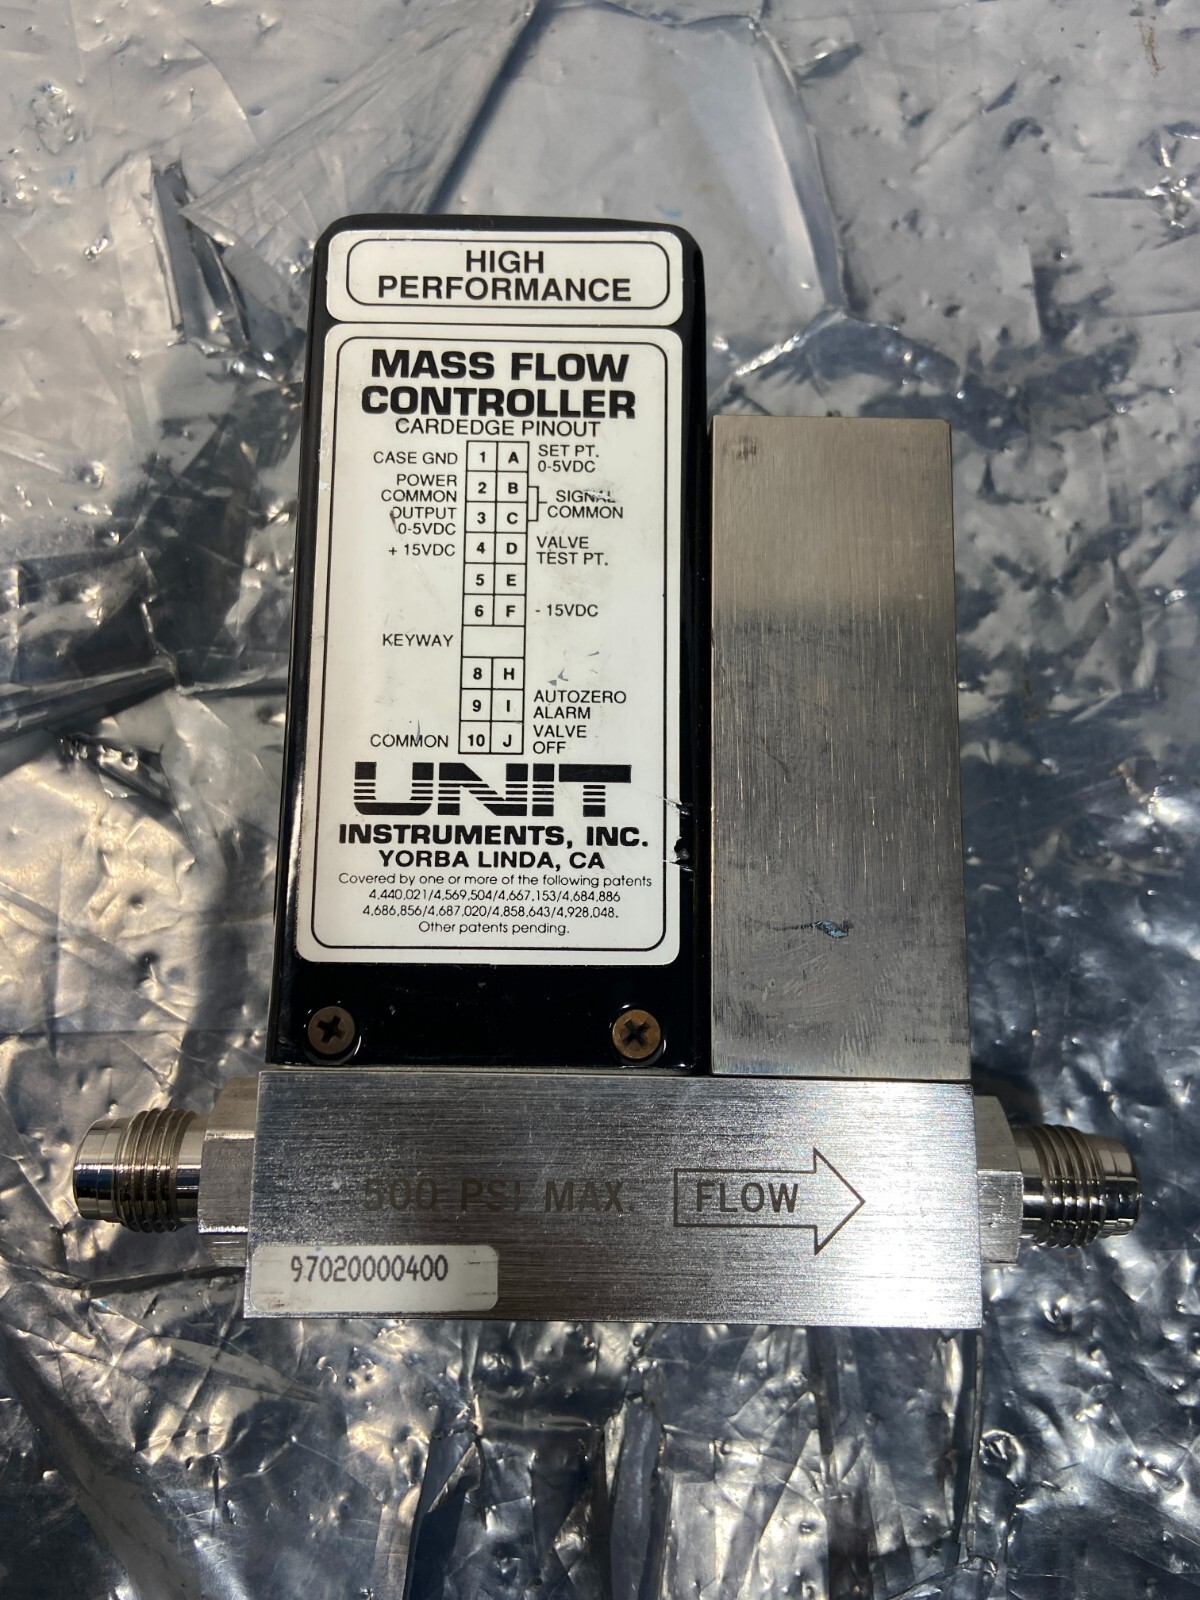 HIGH
PERFORMANCE
MASS FLOW
CONTROLLER
CARDEDGE PINOUT
CASE GND 1 A SET PT. 0-5VDC
POWER COMMON 2 B SIGNAL COMMON
OUTPUT 0-5VDC 3 C
+ 15VDC 4 D VALVE TEST PT.
5 E
6 F - 15VDC
KEYWAY
8 H
9 I AUTOZERO ALARM
COMMON 10 J VALVE OFF
UNIT
INSTRUMENTS, INC.
YORBA LINDA, CA
Covered by one or more of the following patents
4,440,021/4,569,504/4,667,153/4,684,886
4,686,856/4,687,020/4,858,643/4,928,048.
Other patents pending.
500 PSI MAX. FLOW
97020000400